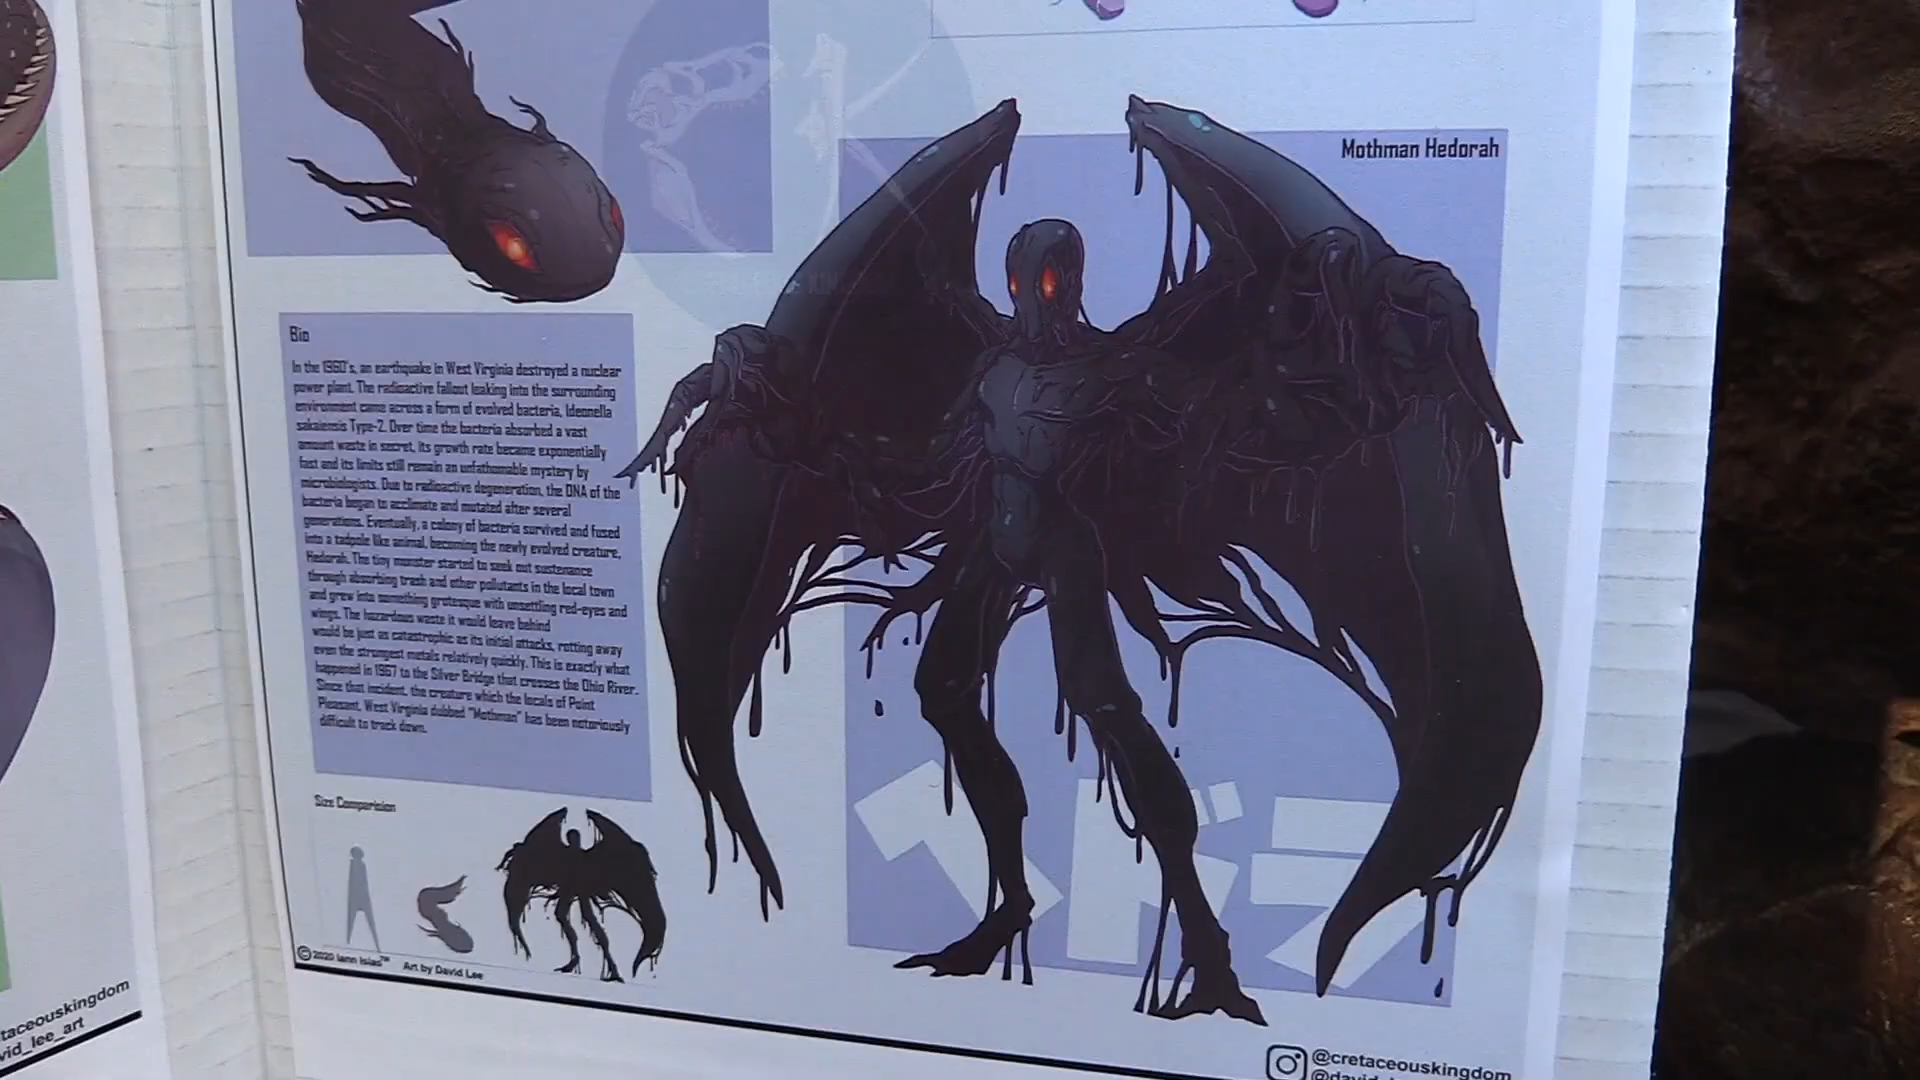 Mothman Hedorah
Bio
In the 1960's, an earthquake in West Virginia destroyed a nuclear
power plant. The radioactive fallout leaking into the surrounding
environment came across a form of evolved bacteria, Ideonella
sakaiensis Type-2. Over time the bacteria absorbed a vast
amount waste in secret, its growth rate became exponentially
fast and its limits still remain an unfathomable mystery by
microbiologists. Due to radioactive degeneration, the DNA of the
bacteria began to acclimate and mutated after several
generations. Eventually, a colony of bacteria survived and fused
into a tadpole like animal, becoming the newly evolved creature,
Hedorah. The tiny monster started to seek out sustenance
through absorbing trash and other pollutants in the local town
and grew into something grotesque with unsettling red-eyes and
wings. The hazardous waste it would leave behind
would be just as catastrophic as its initial attacks, rotting away
even the strongest metals relatively quickly. This is exactly what
happened in 1967 to the Silver Bridge that crosses the Ohio River.
Since that incident, the creature which the locals of Point
Pleasant, West Virginia dubbed "Mothman" has been notoriously
difficult to track down.
Size Comparision
ヘドラ
© 2020 Iann Islas™ Art by David Lee
@cretaceouskingdom
taceouskingdom
vid_lee_art